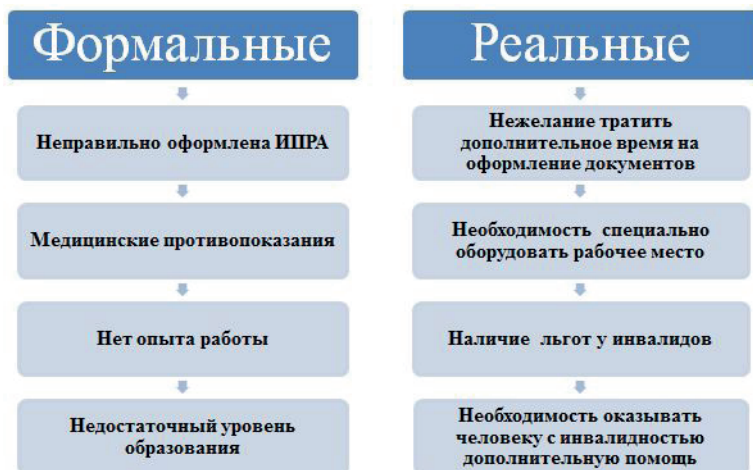 Формальные
Неправильно оформлена ИПРА
Медицинские противопоказания
Нет опыта работы
Недостаточный уровень
образования
Реальные
Нежелание тратить
дополнительное время на
оформление документов
Необходимость специально
оборудовать рабочее место
Наличие льгот у инвалидов
Необходимость оказывать
человеку с инвалидностью
дополнительную помощь